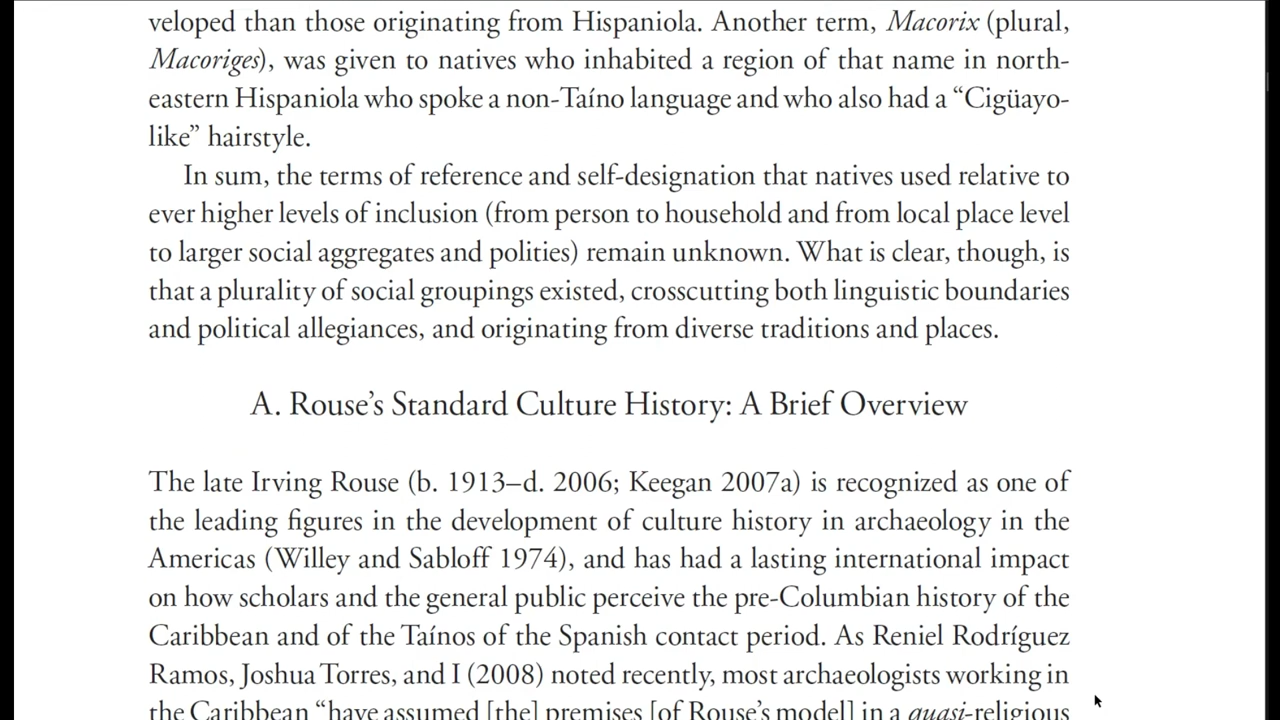 veloped than those originating from Hispaniola. Another term, Macorix (plural,
Macoriges), was given to natives who inhabited a region of that name in north-
eastern Hispaniola who spoke a non-Taíno language and who also had a “Cigüayo-
like” hairstyle.
In sum, the terms of reference and self-designation that natives used relative to
ever higher levels of inclusion (from person to household and from local place level
to larger social aggregates and polities) remain unknown. What is clear, though, is
that a plurality of social groupings existed, crosscutting both linguistic boundaries
and political allegiances, and originating from diverse traditions and places.
A. Rouse’s Standard Culture History: A Brief Overview
The late Irving Rouse (b. 1913–d. 2006; Keegan 2007a) is recognized as one of
the leading figures in the development of culture history in archaeology in the
Americas (Willey and Sabloff 1974), and has had a lasting international impact
on how scholars and the general public perceive the pre-Columbian history of the
Caribbean and of the Taínos of the Spanish contact period. As Reniel Rodríguez
Ramos, Joshua Torres, and I (2008) noted recently, most archaeologists working in
the Caribbean “have assumed [the] premises [of Rouse’s model] in a quasi-religious